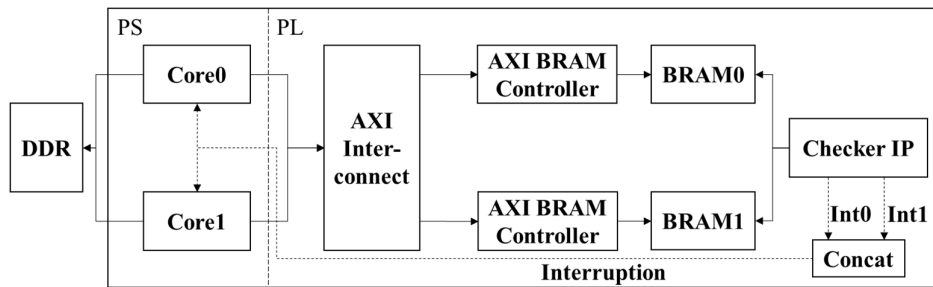 PS
PL
Core0
DDR
Core1
AXI
Inter-
connect
AXI BRAM
Controller
BRAM0
AXI BRAM
Controller
BRAM1
Checker IP
Int0
Int1
Concat
Interruption